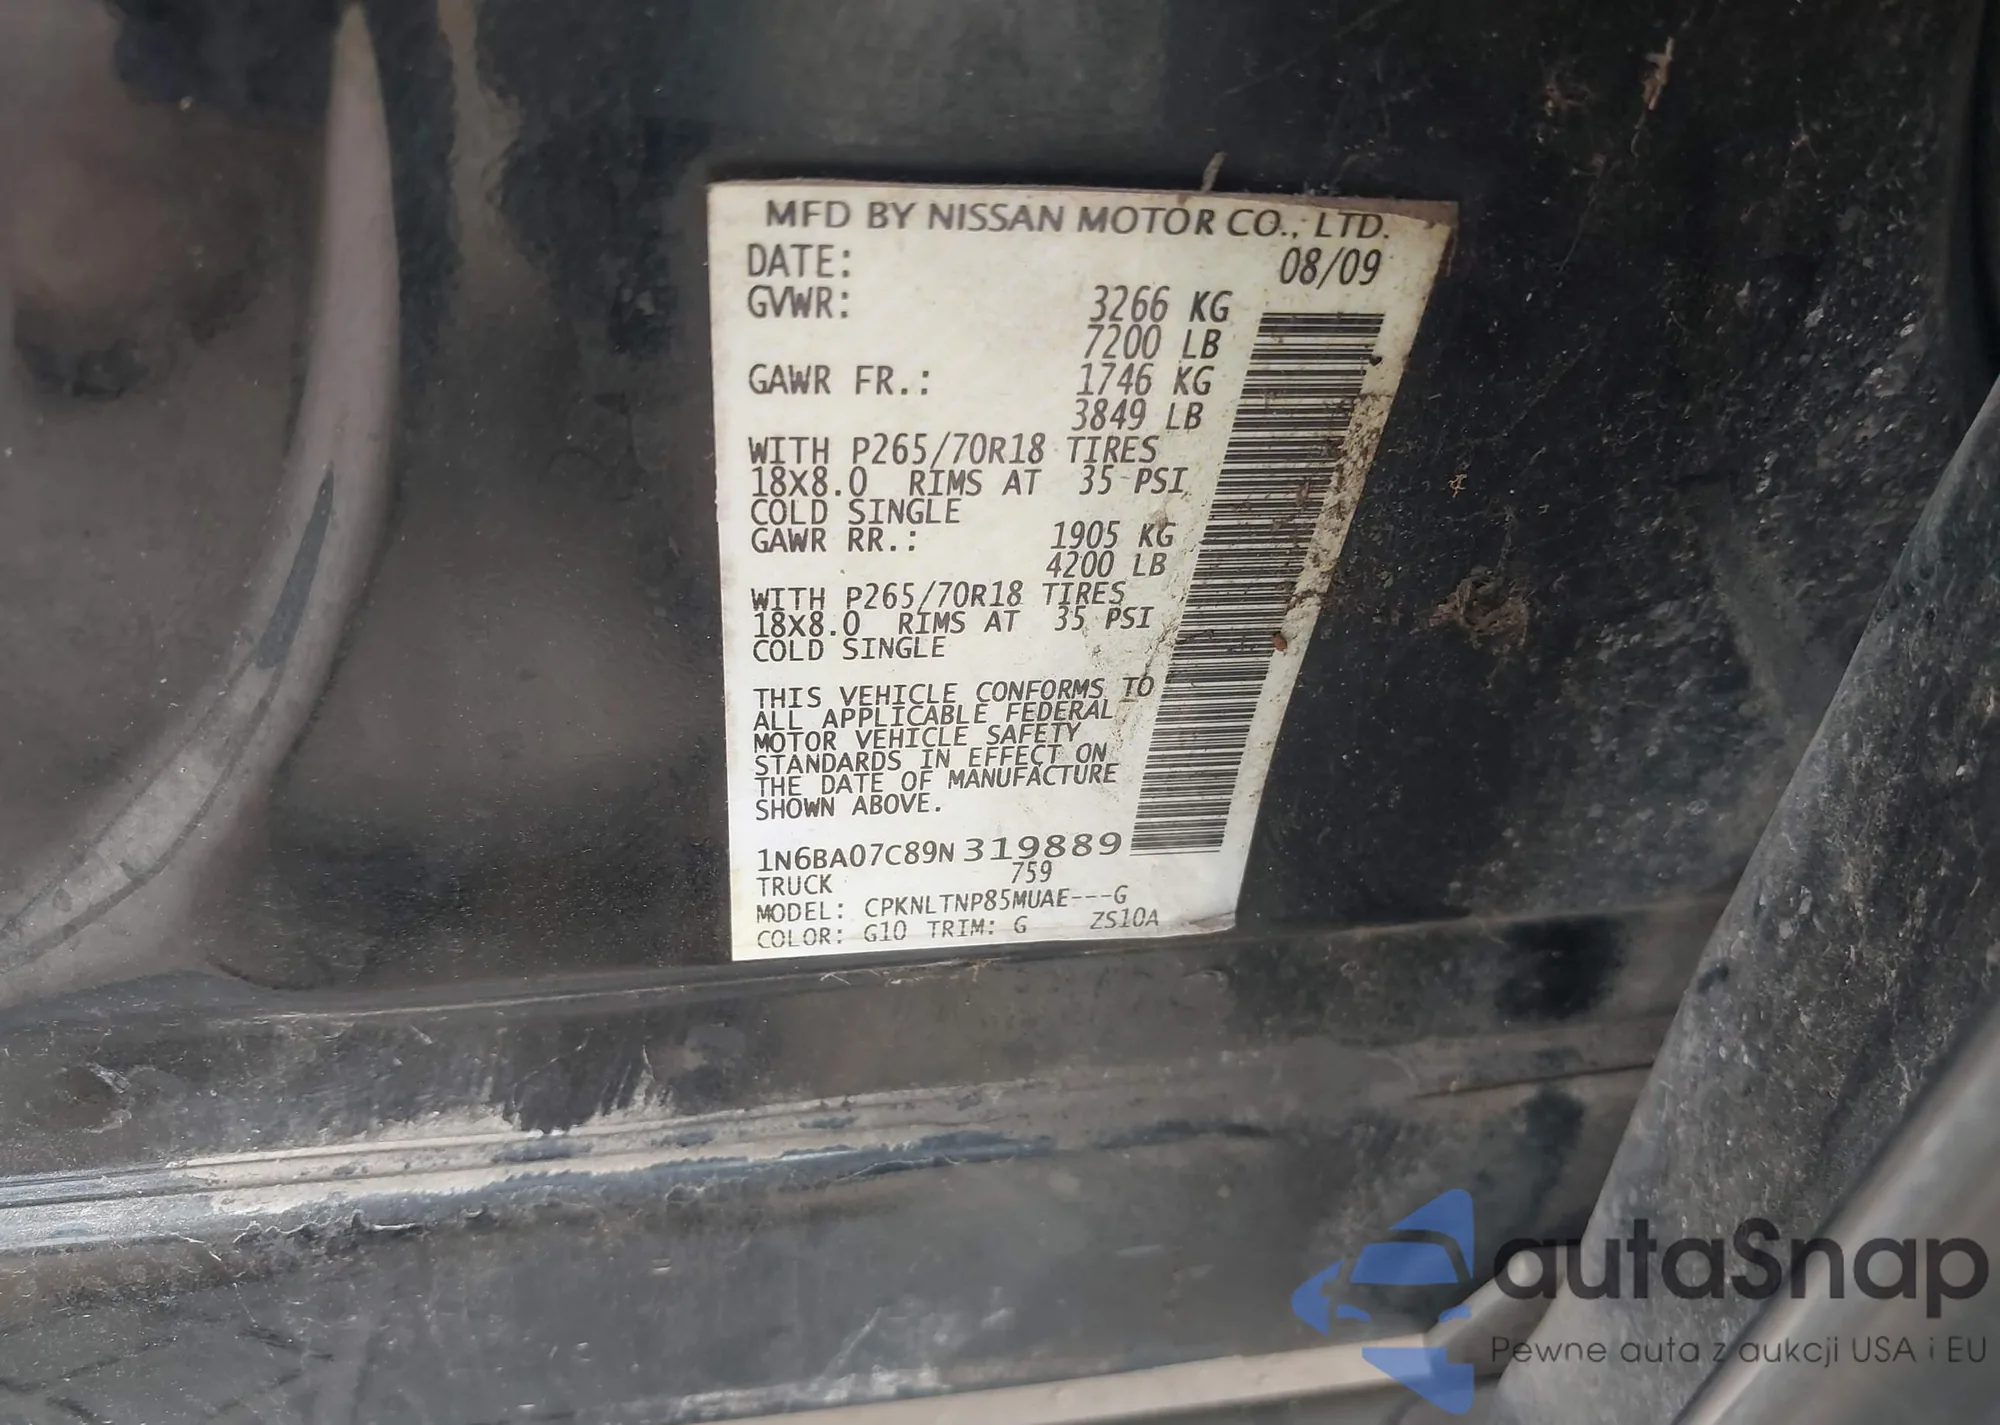 MFD BY NISSAN MOTOR CO., LTD.
DATE: 08/09
GVWR: 3266 KG
7200 LB
GAWR FR.: 1746 KG
3849 LB
WITH P265/70R18 TIRES
18X8.0 RIMS AT 35 PSI
COLD SINGLE
GAWR RR.: 1905 KG
4200 LB
WITH P265/70R18 TIRES
18X8.0 RIMS AT 35 PSI
COLD SINGLE
THIS VEHICLE CONFORMS TO
ALL APPLICABLE FEDERAL
MOTOR VEHICLE SAFETY
STANDARDS IN EFFECT ON
THE DATE OF MANUFACTURE
SHOWN ABOVE.
1N6BA07C89N319889
TRUCK 759
MODEL: CPKNLTNP85MUAE---G
COLOR: G10 TRIM: G ZS10A
autaSnap
Pewne auta z aukcji USA i EU